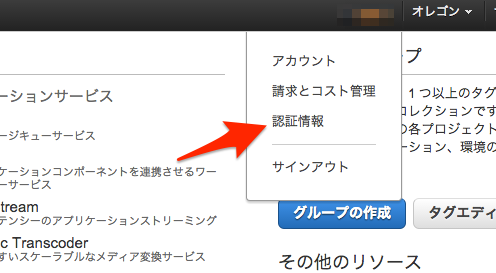 オレゴン
アカウント
請求とコスト管理
認証情報
サインアウト
ープ
1 つ以上のタグ
コレクションです
の各プロジェクト
ーション、環境の
ーションサービス
ージキューサービス
ケーションコンポーネントを連携させるワー
ーサービス
tream
テンシーのアプリケーションストリーミング
ic Transcoder
すいスケーラブルなメディア変換サービス
グループの作成
タグエディ
その他のリソース